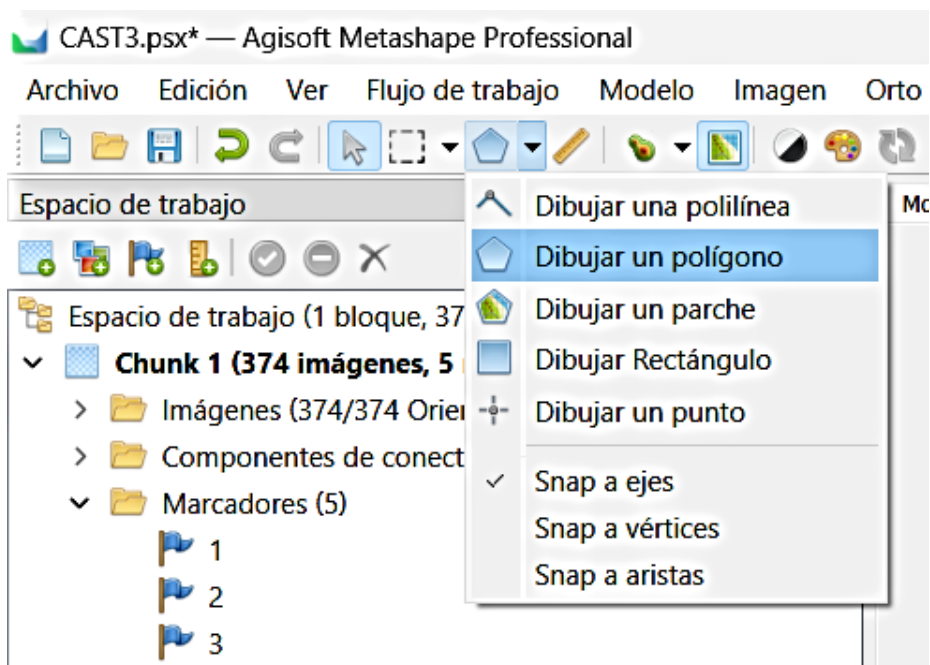 CAST3.psx* — Agisoft Metashape Professional
Archivo Edición Ver Flujo de trabajo Modelo Imagen Orto
Espacio de trabajo
Dibujar una polilínea
Dibujar un polígono
Dibujar un parche
Dibujar Rectángulo
Dibujar un punto
Snap a ejes
Snap a vértices
Snap a aristas
Espacio de trabajo (1 bloque, 37
Chunk 1 (374 imágenes, 5
Imágenes (374/374 Orie
Componentes de conect
Marcadores (5)
1
2
3